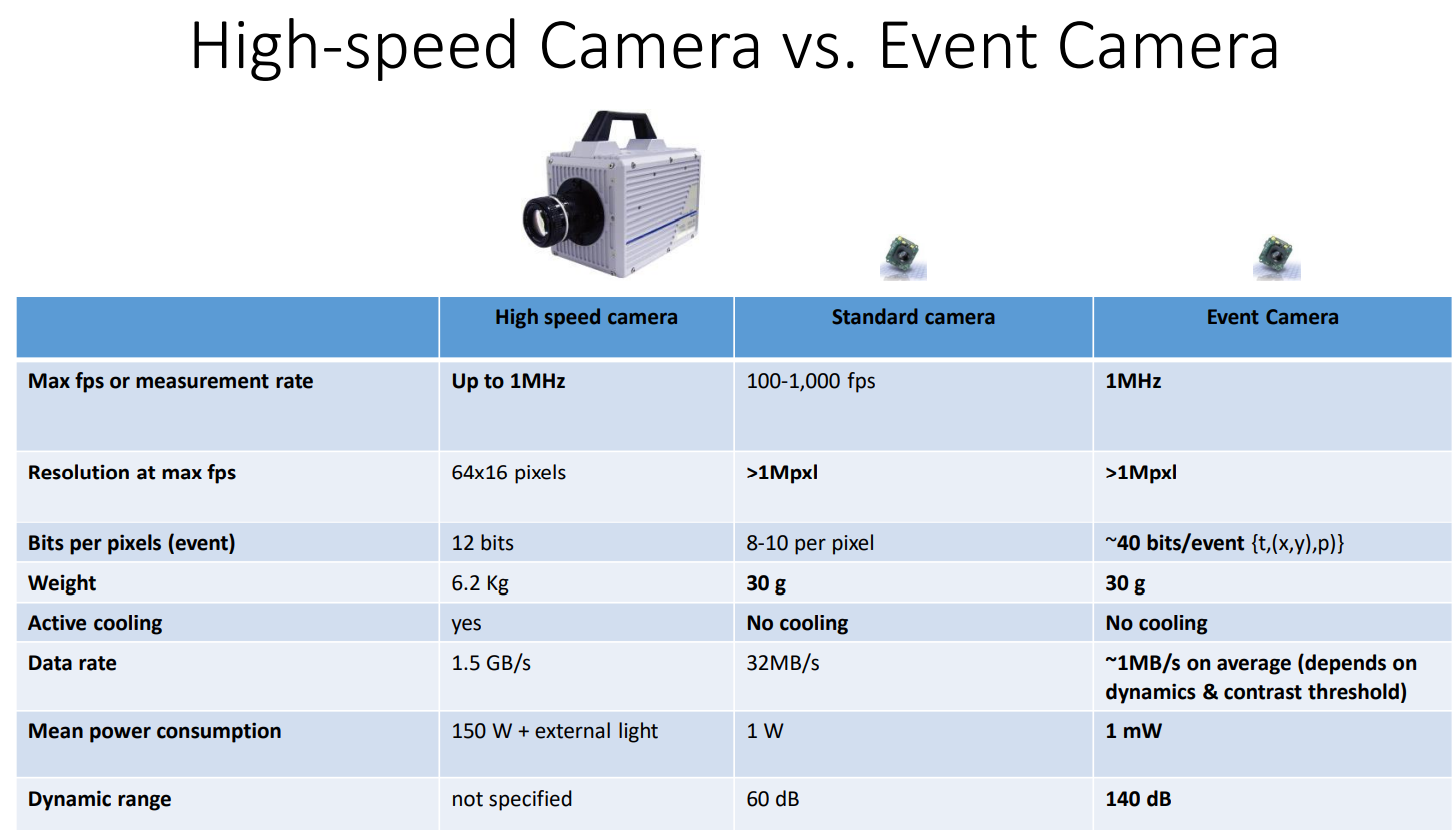 High-speed Camera vs. Event Camera
High speed camera Standard camera Event Camera
Max fps or measurement rate Up to 1MHz 100-1,000 fps 1MHz
Resolution at max fps 64x16 pixels >1Mpxl >1Mpxl
Bits per pixels (event) 12 bits 8-10 per pixel ~40 bits/event {t,(x,y),p)}
Weight 6.2 Kg 30 g 30 g
Active cooling yes No cooling No cooling
Data rate 1.5 GB/s 32MB/s ~1MB/s on average (depends on
dynamics & contrast threshold)
Mean power consumption 150 W + external light 1 W 1 mW
Dynamic range not specified 60 dB 140 dB